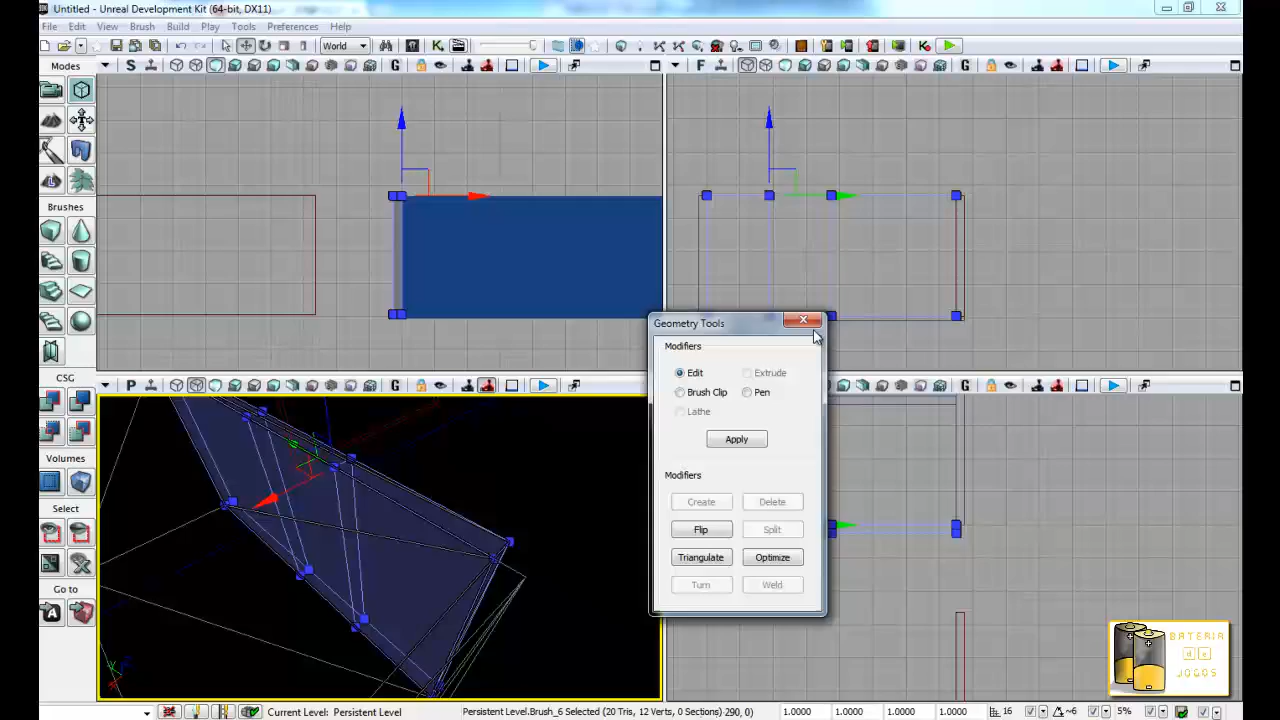 Untitled - Unreal Development Kit (64-bit, DX11)
File Edit View Brush Build Play Tools Preferences Help
World
Modes
S G
F G
Brushes
CSG
P G
G
Volumes
Select
Go to
Geometry Tools
Modifiers
Edit Extrude
Brush Clip Pen
Lathe
Apply
Modifiers
Create Delete
Flip Split
Triangulate Optimize
Turn Weld
BATERIA
de
JOGOS
Current Level: Persistent Level Persistent Level.Brush_6 Selected (20 Tris, 12 Verts, 0 Sections) 290, 0) 1.0000 1.0000 1.0000 1.0000 16 ~6 5%